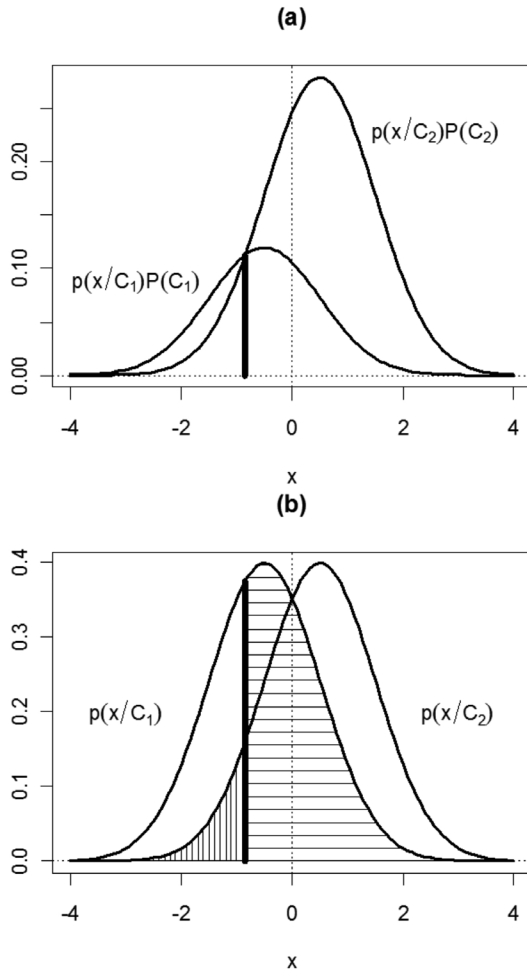 (a)
0.20
0.10
0.00
p(x/C₂)P(C₂)
p(x/C₁)P(C₁)
-4 -2 0 2 4
x
(b)
0.4
0.3
0.2
0.1
0.0
p(x/C₁)
p(x/C₂)
-4 -2 0 2 4
x